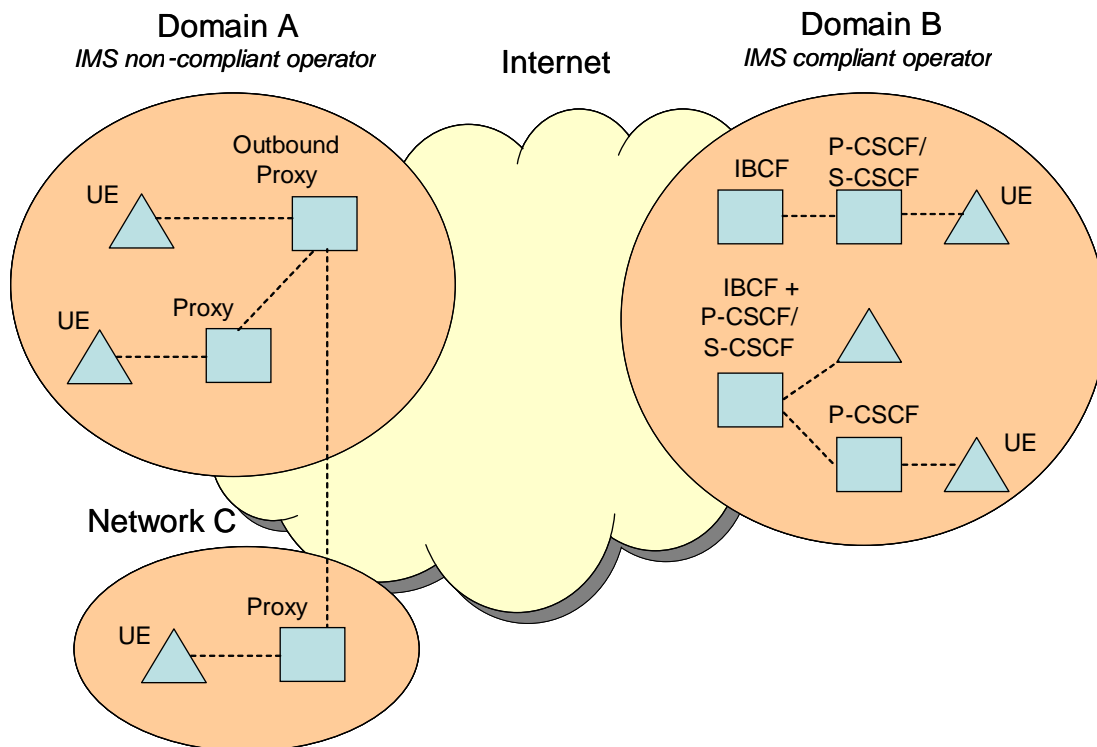 Domain A
IMS non-compliant operator
Internet
Domain B
IMS compliant operator
Outbound
Proxy
UE
Proxy
UE
IBCF
P-CSCF/
S-CSCF
UE
IBCF +
P-CSCF/
S-CSCF
P-CSCF
UE
Network C
Proxy
UE